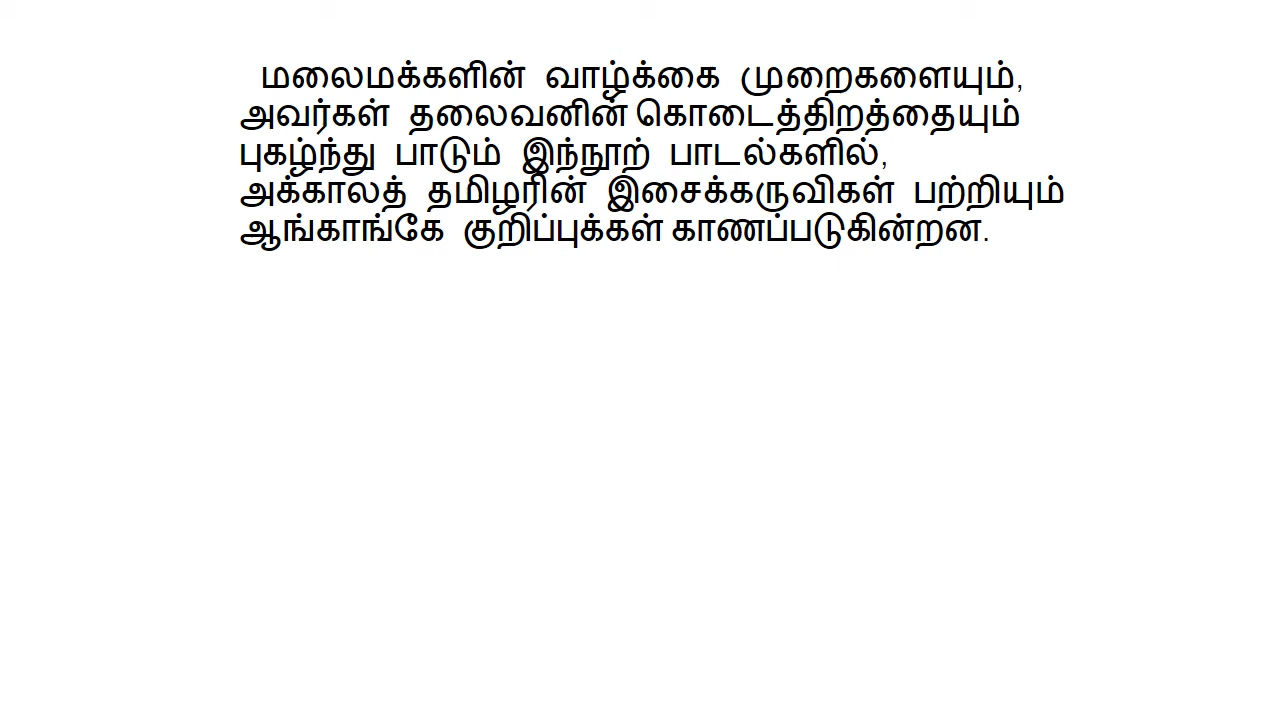 மலைமக்களின் வாழ்க்கை முறைகளையும்,
அவர்கள் தலைவனின் கொடைத்திறத்தையும்
புகழ்ந்து பாடும் இந்நூற் பாடல்களில்,
அக்காலத் தமிழரின் இசைக்கருவிகள் பற்றியும்
ஆங்காங்கே குறிப்புக்கள் காணப்படுகின்றன.